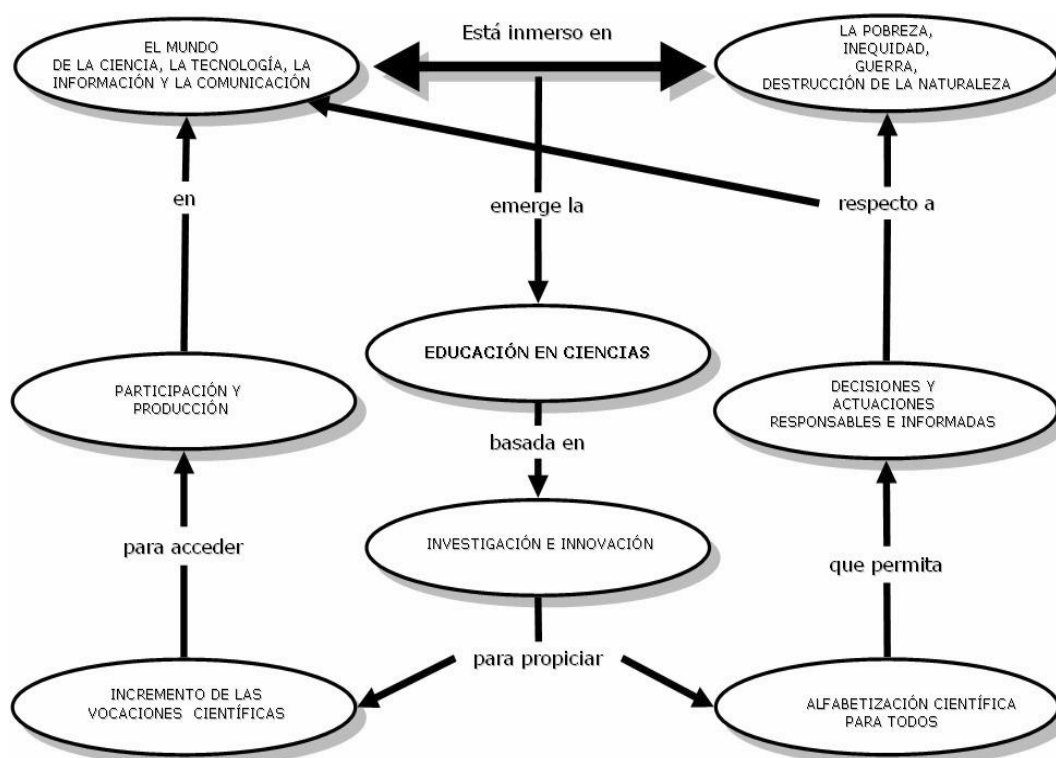 EL MUNDO
DE LA CIENCIA, LA TECNOLOGÍA, LA
INFORMACIÓN Y LA COMUNICACIÓN
Está inmerso en
LA POBREZA,
INEQUIDAD,
GUERRA,
DESTRUCCIÓN DE LA NATURALEZA
en
emerge la
respecto a
EDUCACIÓN EN CIENCIAS
PARTICIPACIÓN Y
PRODUCCIÓN
DECISIONES Y
ACTUACIONES
RESPONSABLES E INFORMADAS
basada en
para acceder
INVESTIGACIÓN E INNOVACIÓN
que permita
para propiciar
INCREMENTO DE LAS
VOCACIONES CIENTÍFICAS
ALFABETIZACIÓN CIENTÍFICA
PARA TODOS